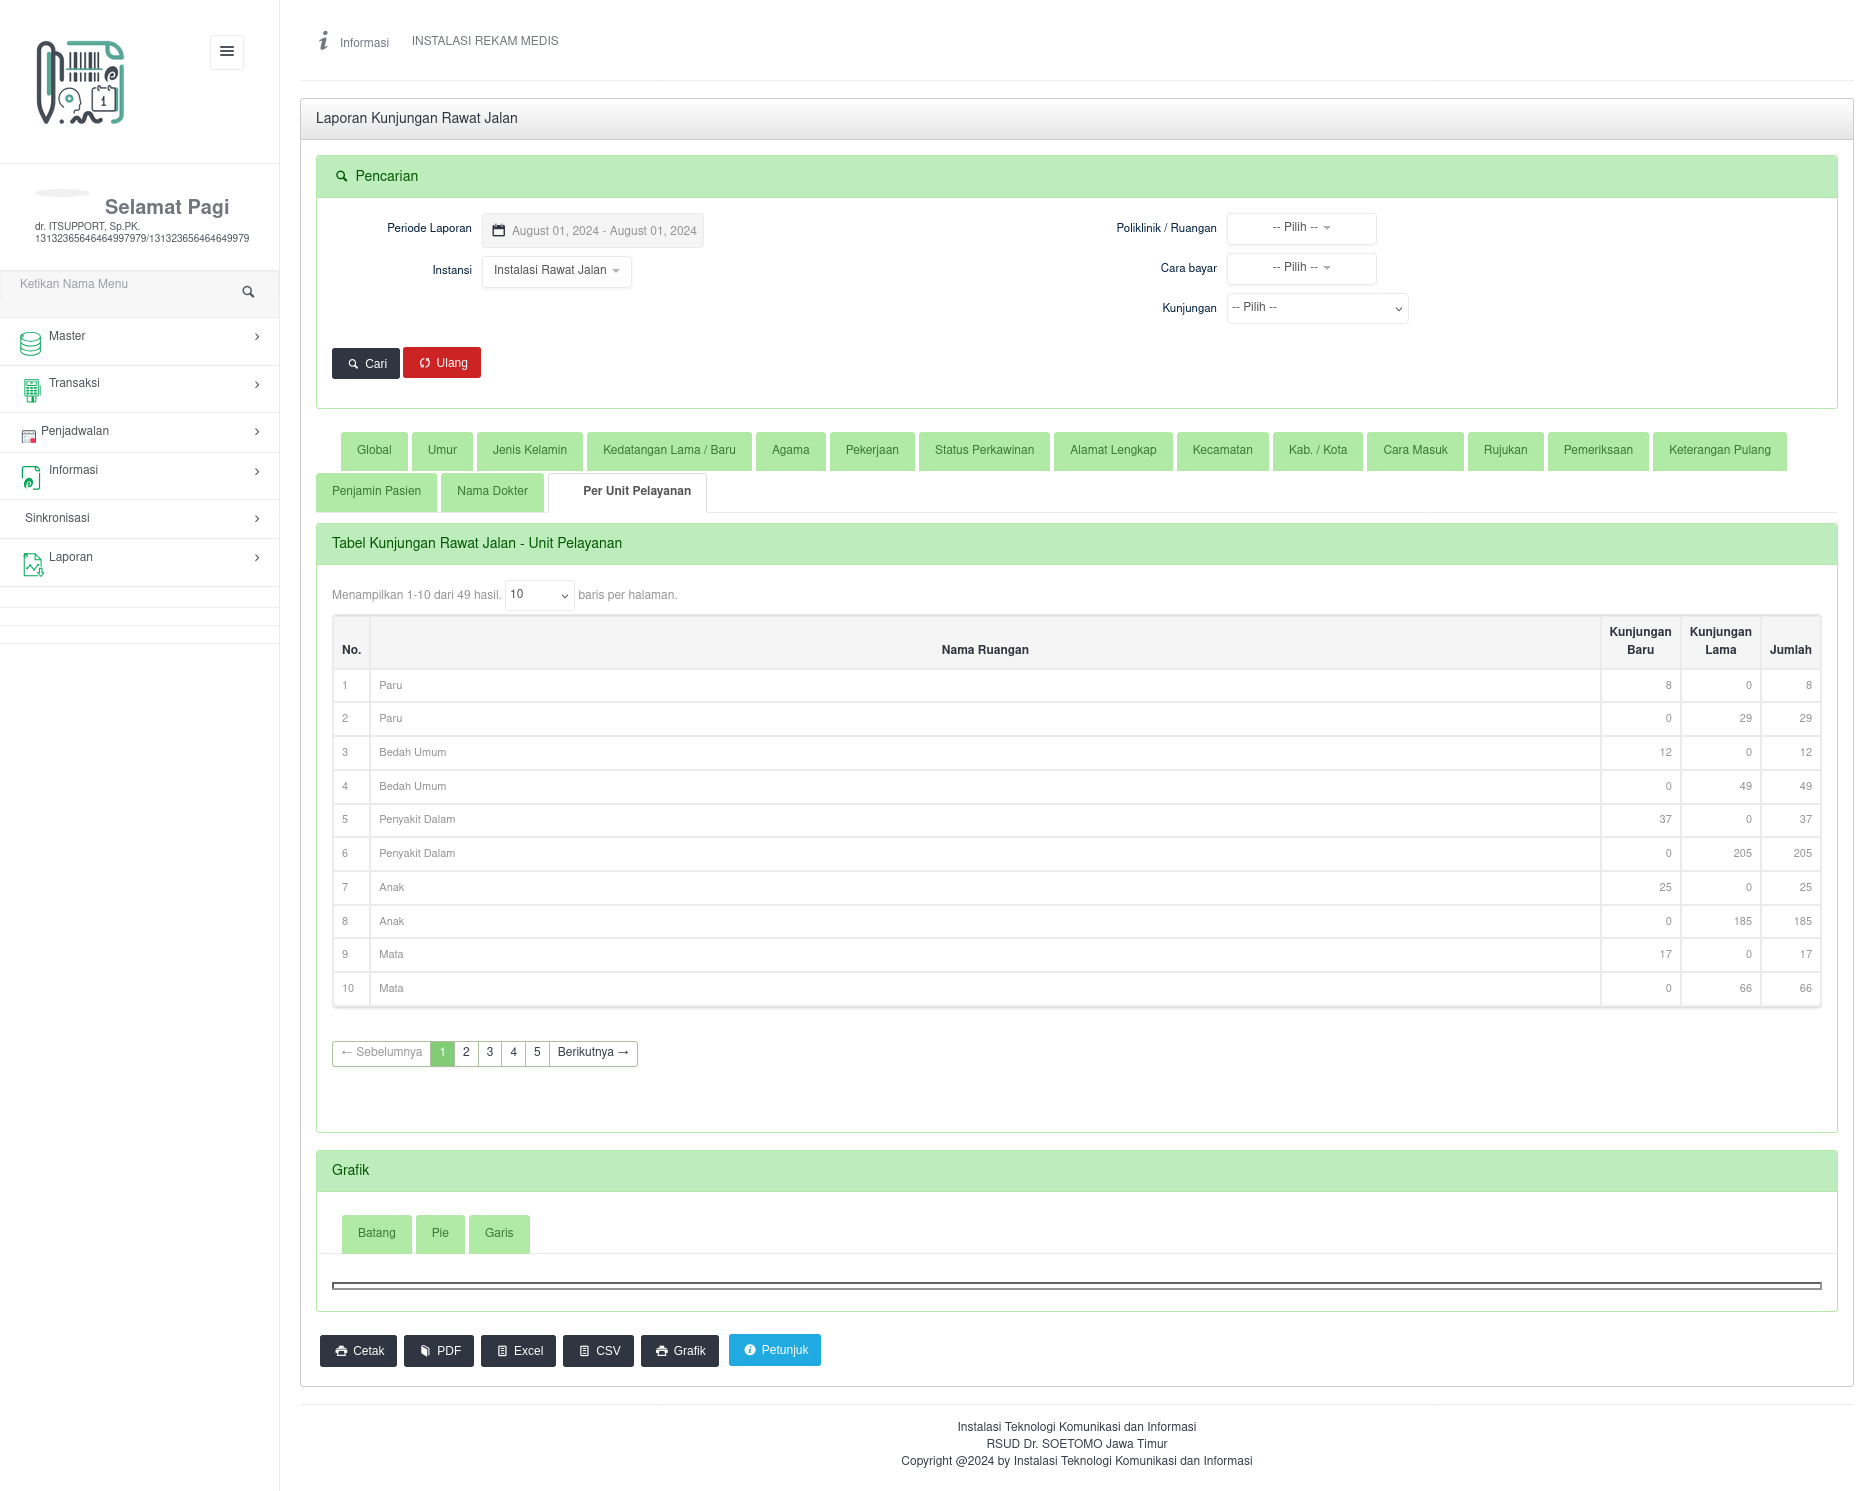 Informasi INSTALASI REKAM MEDIS
1
Selamat Pagi
dr. ITSUPPORT, Sp.PK.
13132365646464997979/131323656464649979
Ketikan Nama Menu
Master
Transaksi
Penjadwalan
Informasi
Sinkronisasi
Laporan
Laporan Kunjungan Rawat Jalan
Pencarian
Periode Laporan August 01, 2024 - August 01, 2024
Instansi Instalasi Rawat Jalan
Poliklinik / Ruangan -- Pilih --
Cara bayar -- Pilih --
Kunjungan -- Pilih --
Cari Ulang
Global Umur Jenis Kelamin Kedatangan Lama / Baru Agama Pekerjaan Status Perkawinan Alamat Lengkap Kecamatan Kab. / Kota Cara Masuk Rujukan Pemeriksaan Keterangan Pulang
Penjamin Pasien Nama Dokter Per Unit Pelayanan
Tabel Kunjungan Rawat Jalan - Unit Pelayanan
Menampilkan 1-10 dari 49 hasil. 10 baris per halaman.
No. Nama Ruangan Kunjungan Baru Kunjungan Lama Jumlah
1 Paru 8 0 8
2 Paru 0 29 29
3 Bedah Umum 12 0 12
4 Bedah Umum 0 49 49
5 Penyakit Dalam 37 0 37
6 Penyakit Dalam 0 205 205
7 Anak 25 0 25
8 Anak 0 185 185
9 Mata 17 0 17
10 Mata 0 66 66
← Sebelumnya 1 2 3 4 5 Berikutnya →
Grafik
Batang Pie Garis
Cetak PDF Excel CSV Grafik Petunjuk
Instalasi Teknologi Komunikasi dan Informasi
RSUD Dr. SOETOMO Jawa Timur
Copyright @2024 by Instalasi Teknologi Komunikasi dan Informasi